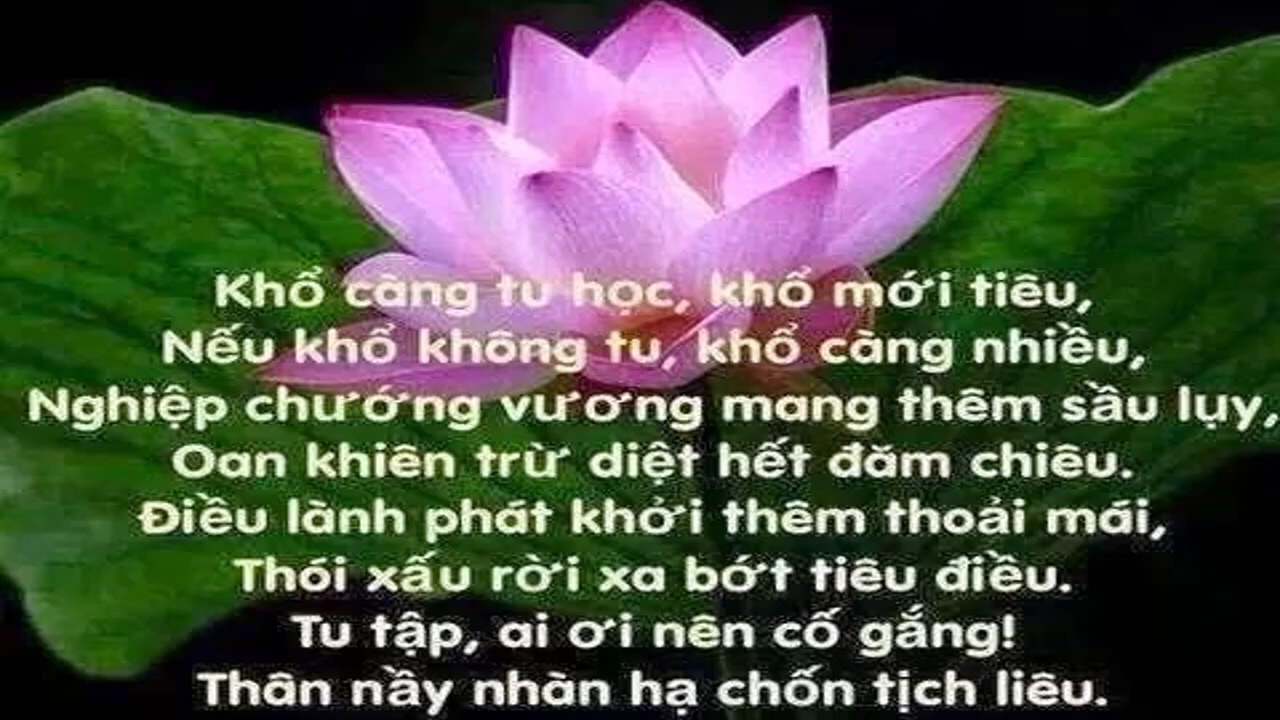 Khổ càng tu học, khổ mới tiêu,
Nếu khổ không tu, khổ càng nhiều,
Nghiệp chướng vương mang thêm sầu lụy,
Oan khiên trừ diệt hết đăm chiêu.
Điều lành phát khởi thêm thoải mái,
Thói xấu rời xa bớt tiêu điều.
Tu tập, ai ơi nên cố gắng!
Thân nầy nhàn hạ chốn tịch liêu.